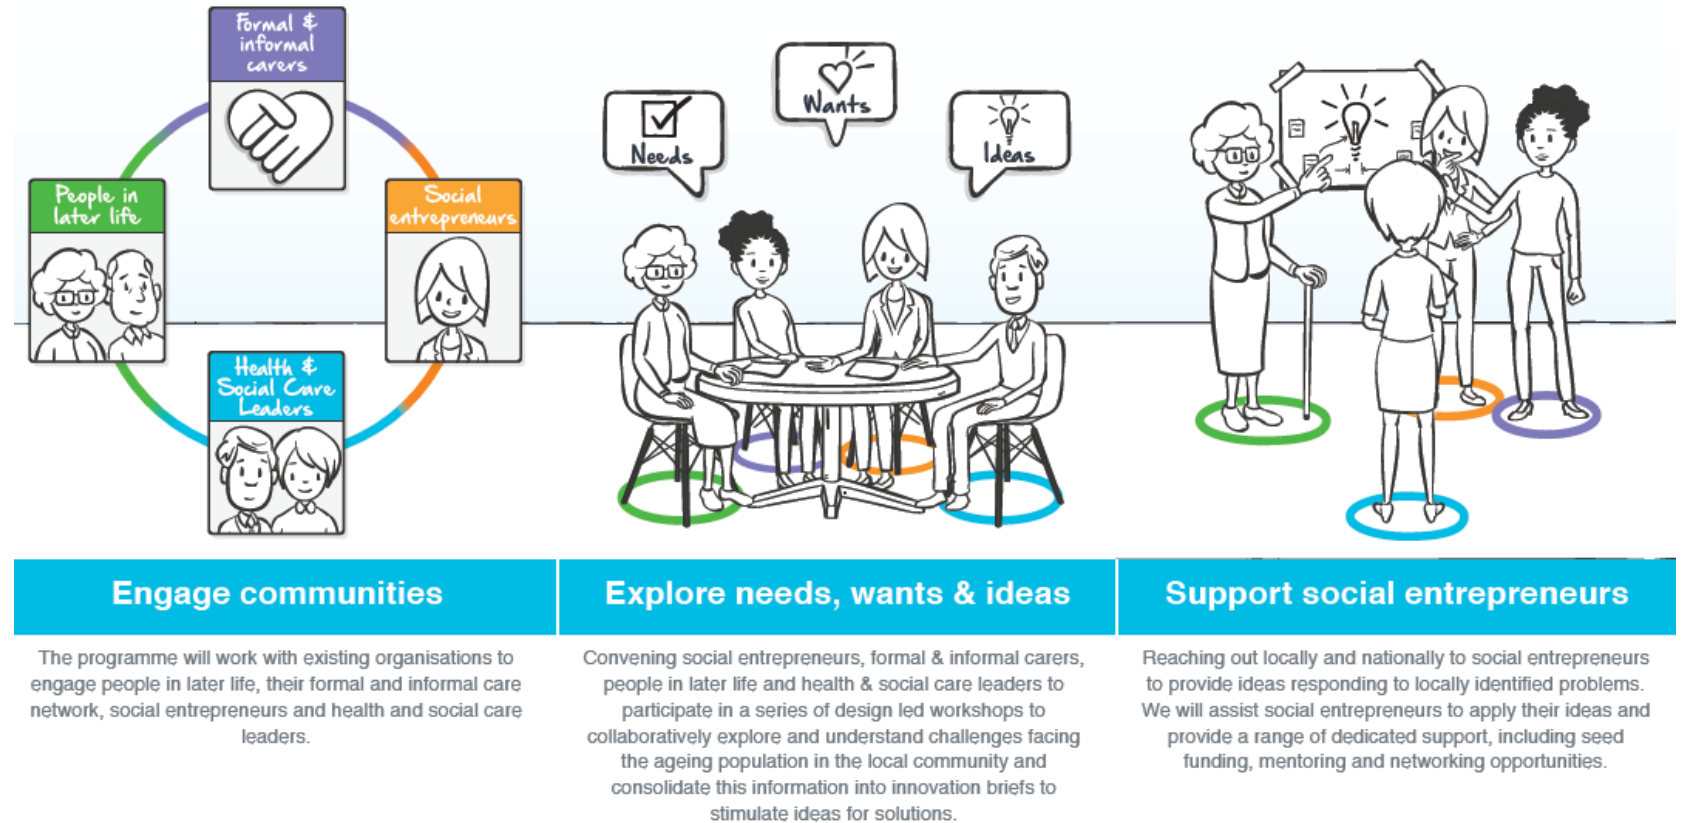 Formal &
informal
carers
People in
later life
Social
entrepreneurs
Health &
Social Care
Leaders
Needs
Wants
Ideas
Engage communities
The programme will work with existing organisations to
engage people in later life, their formal and informal care
network, social entrepreneurs and health and social care
leaders.
Explore needs, wants & ideas
Convening social entrepreneurs, formal & informal carers,
people in later life and health & social care leaders to
participate in a series of design led workshops to
collaboratively explore and understand challenges facing
the ageing population in the local community and
consolidate this information into innovation briefs to
stimulate ideas for solutions.
Support social entrepreneurs
Reaching out locally and nationally to social entrepreneurs
to provide ideas responding to locally identified problems.
We will assist social entrepreneurs to apply their ideas and
provide a range of dedicated support, including seed
funding, mentoring and networking opportunities.